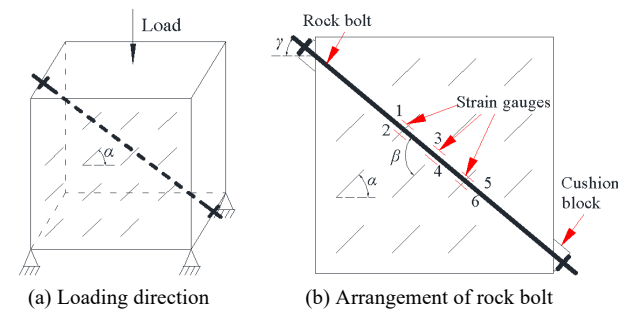 Load
α
(a) Loading direction
γ
Rock bolt
1
2
Strain gauges
3
4
β
α
5
6
Cushion
block
(b) Arrangement of rock bolt